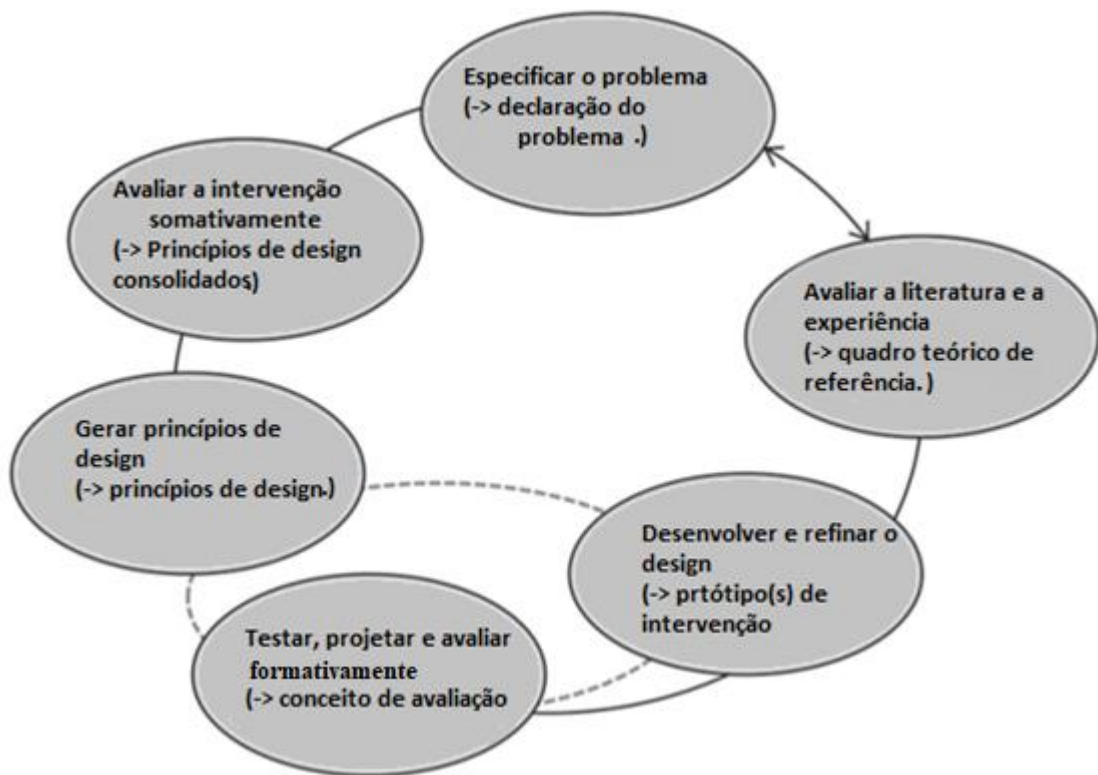 Especificar o problema
(-> declaração do
problema .)
Avaliar a literatura e a
experiência
(-> quadro teórico de
referência. )
Desenvolver e refinar o
design
(-> prtótipo(s) de
intervenção
Testar, projetar e avaliar
formativamente
(-> conceito de avaliação
Gerar princípios de
design
(-> princípios de design.)
Avaliar a intervenção
somativamente
(-> Princípios de design
consolidados)